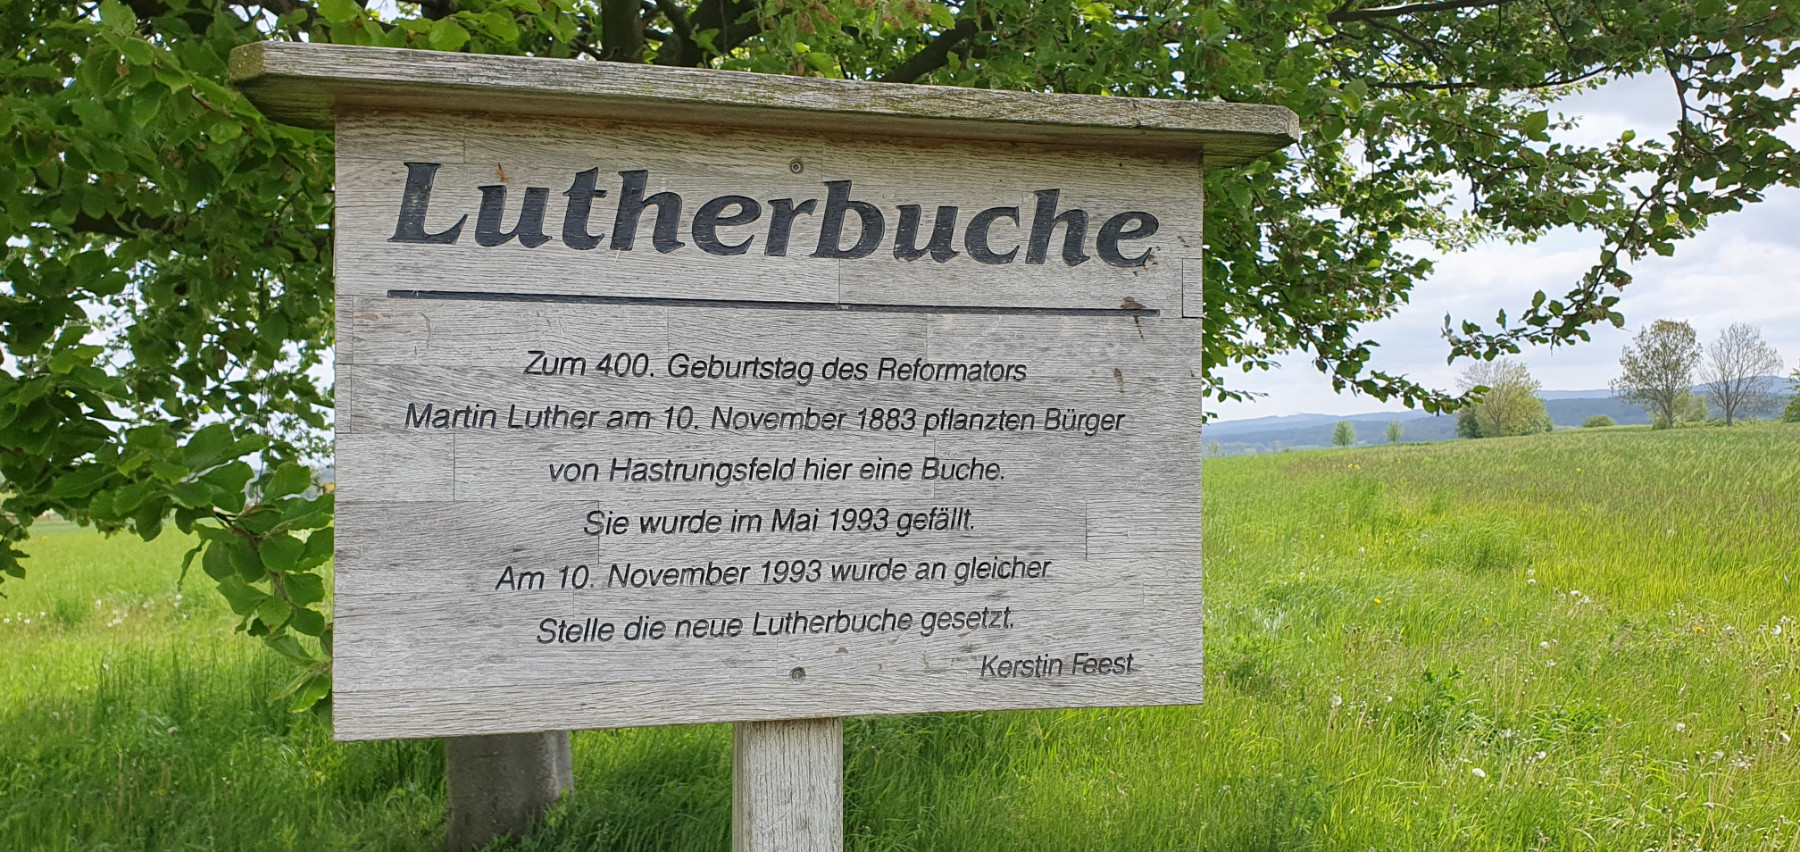 Lutherbuche
Zum 400. Geburtstag des Reformators
Martin Luther am 10. November 1883 pflanzten Bürger
von Hastrungsfeld hier eine Buche.
Sie wurde im Mai 1993 gefällt.
Am 10. November 1993 wurde an gleicher
Stelle die neue Lutherbuche gesetzt.
Kerstin Feest